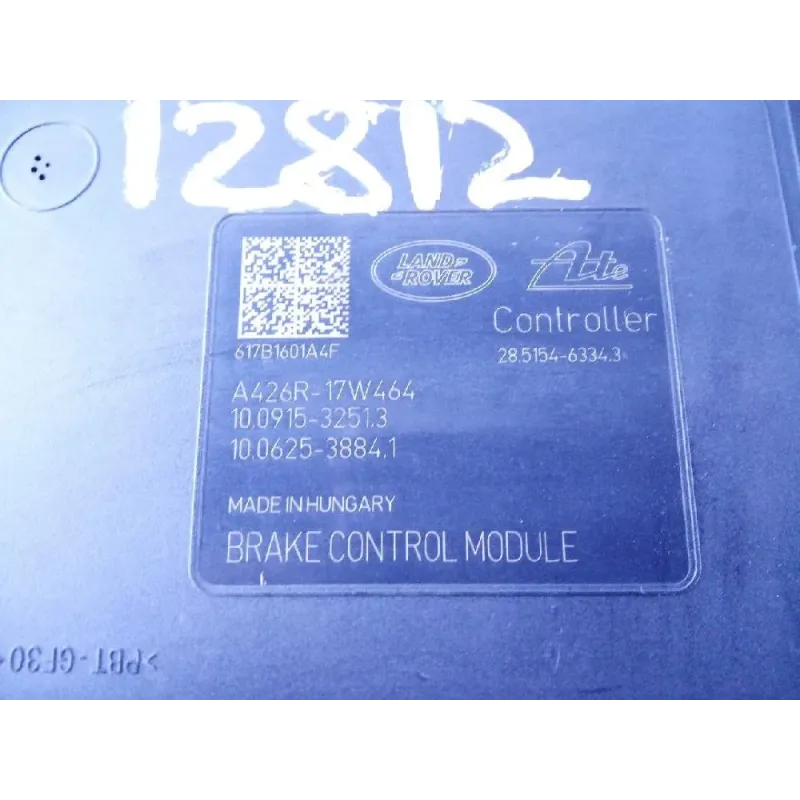 12812
LAND ROVER
Ate
Controller
617B1601A4F
28.5154-6334.3
A426R-17W464
10.0915-3251.3
10.0625-3884.1
MADE IN HUNGARY
BRAKE CONTROL MODULE
>PBT-GF30<